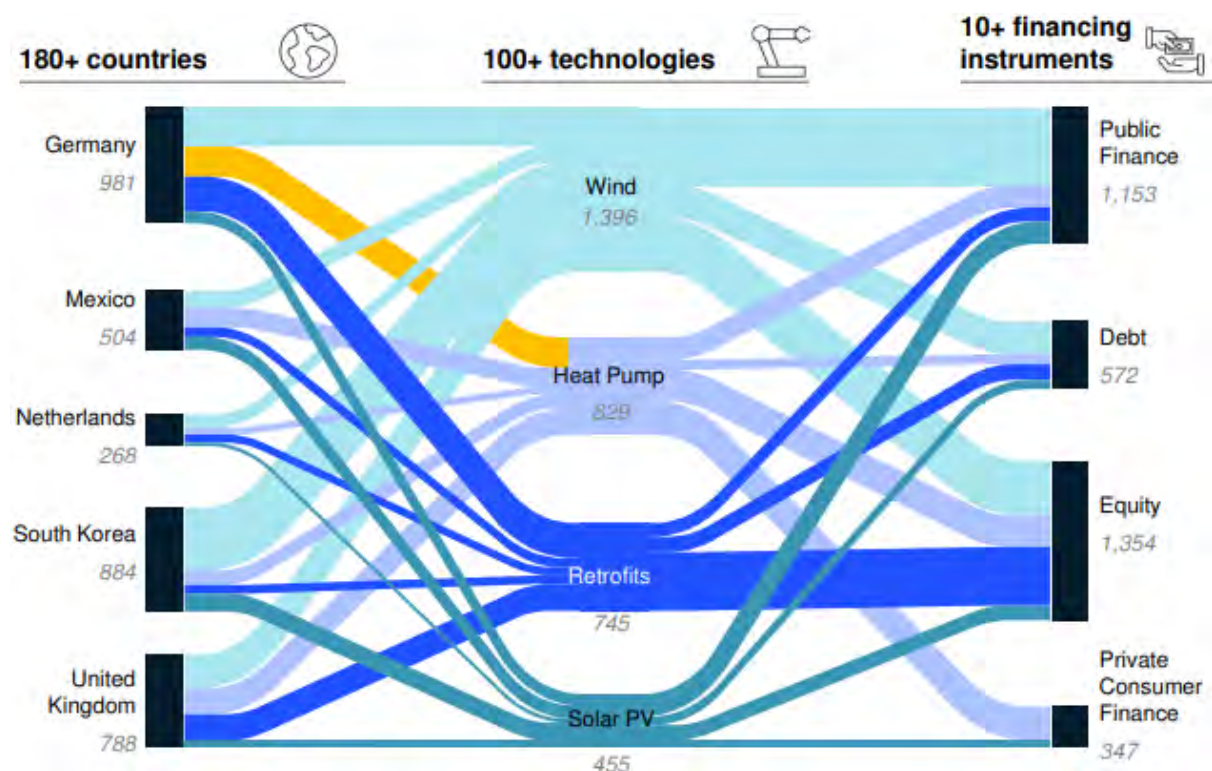 180+ countries
100+ technologies
10+ financing
instruments
Germany
981
Mexico
504
Netherlands
268
South Korea
884
United
Kingdom
788
Wind
1.396
Heat Pump
829
Retrofits
745
Solar PV
455
Public
Finance
1,153
Debt
572
Equity
1,354
Private
Consumer
Finance
347